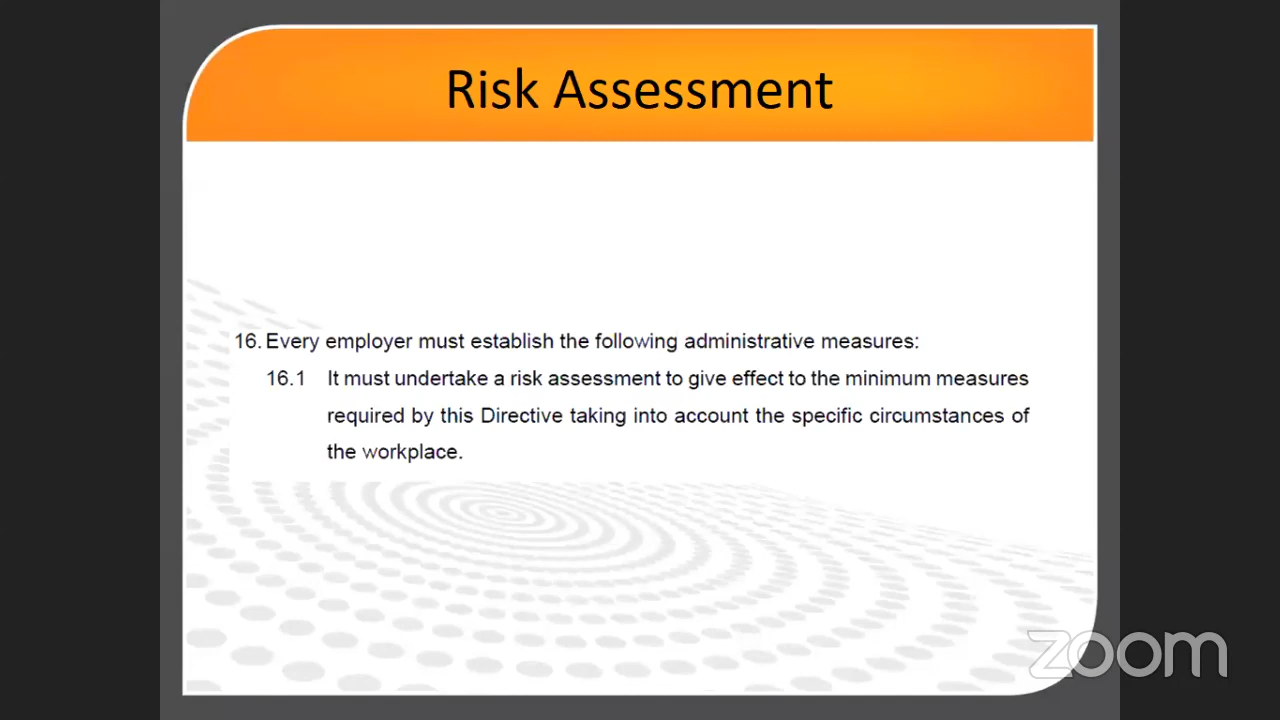 Risk Assessment
16. Every employer must establish the following administrative measures:
16.1 It must undertake a risk assessment to give effect to the minimum measures
required by this Directive taking into account the specific circumstances of
the workplace.
zoom